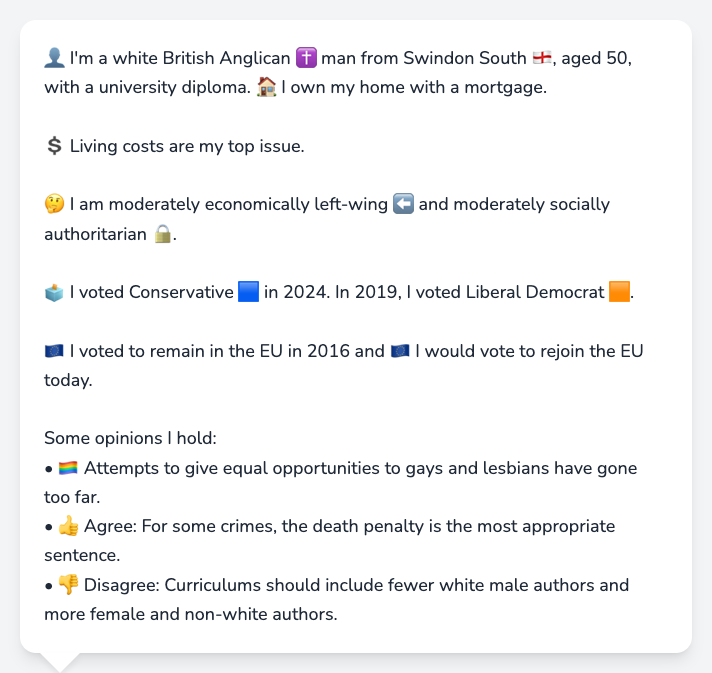 👤 I'm a white British Anglican ✝️ man from Swindon South 🏴󠁧󠁢󠁥󠁮󠁧󠁿, aged 50,
with a university diploma. 🏠 I own my home with a mortgage.
💲 Living costs are my top issue.
🤔 I am moderately economically left-wing ⬅️ and moderately socially
authoritarian 🔒.
🗳️ I voted Conservative 🟦 in 2024. In 2019, I voted Liberal Democrat 🟧.
🇪🇺 I voted to remain in the EU in 2016 and 🇪🇺 I would vote to rejoin the EU
today.
Some opinions I hold:
• 🏳️‍🌈 Attempts to give equal opportunities to gays and lesbians have gone
too far.
• 👍 Agree: For some crimes, the death penalty is the most appropriate
sentence.
• 👎 Disagree: Curriculums should include fewer white male authors and
more female and non-white authors.